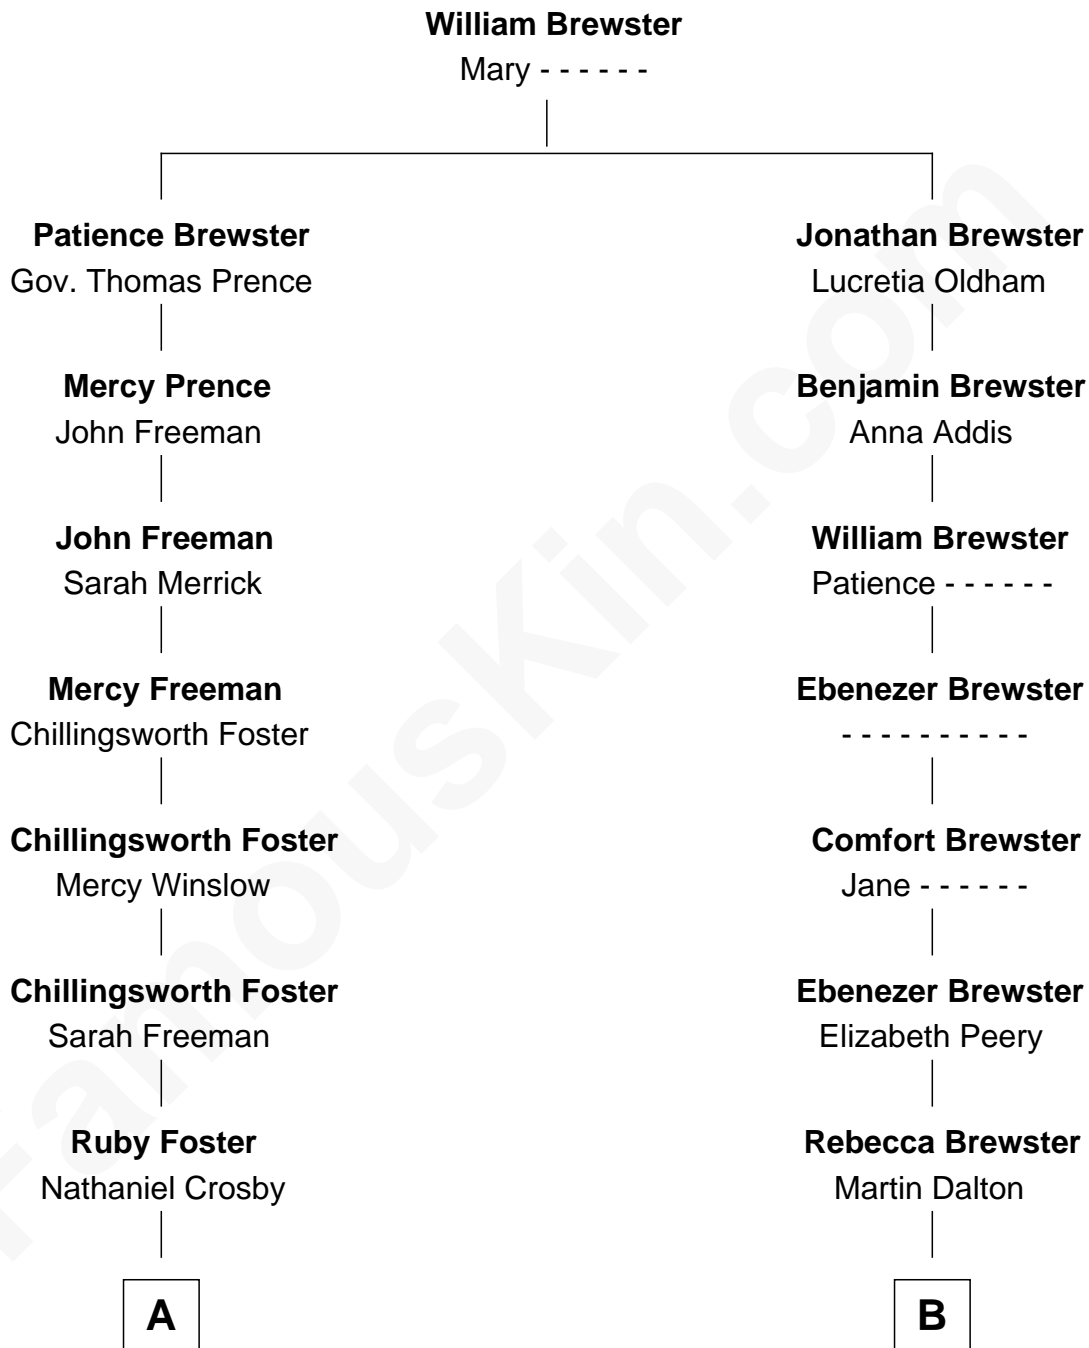 William Brewster
Mary - - - - - -
Patience Brewster
Gov. Thomas Prence
Jonathan Brewster
Lucretia Oldham
Mercy Prence
John Freeman
Benjamin Brewster
Anna Addis
John Freeman
Sarah Merrick
William Brewster
Patience - - - - - -
Mercy Freeman
Chillingsworth Foster
Ebenezer Brewster
- - - - - - - - - -
Chillingsworth Foster
Mercy Winslow
Comfort Brewster
Jane - - - - - -
Chillingsworth Foster
Sarah Freeman
Ebenezer Brewster
Elizabeth Peery
Ruby Foster
Nathaniel Crosby
Rebecca Brewster
Martin Dalton
A
B
FamousKin.com